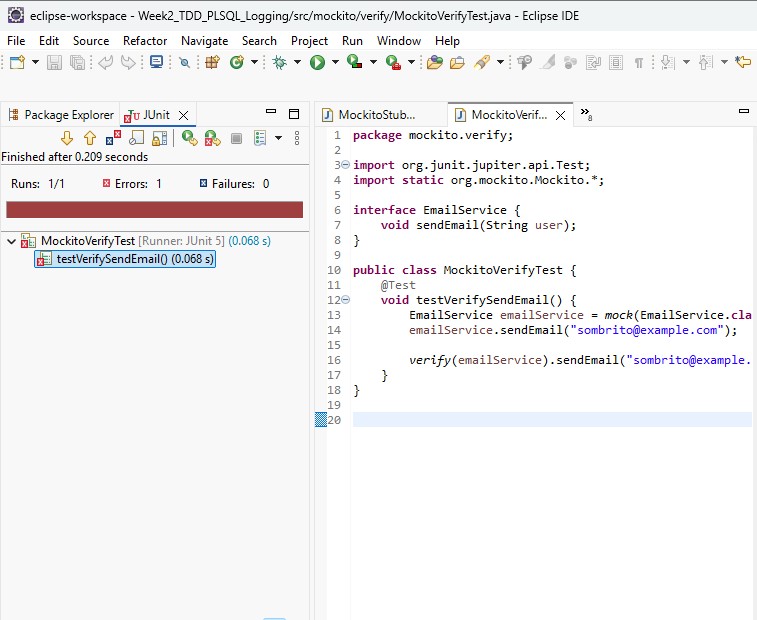 eclipse-workspace - Week2_TDD_PLSQL_Logging/src/mockito/verify/MockitoVerifyTest.java - Eclipse IDE
File Edit Source Refactor Navigate Search Project Run Window Help
Package Explorer JUnit
Finished after 0.209 seconds
Runs: 1/1 Errors: 1 Failures: 0
MockitoVerifyTest [Runner: JUnit 5] (0.068 s)
testVerifySendEmail() (0.068 s)
MockitoStub... MockitoVerif... »8
1 package mockito.verify;
2
3 import org.junit.jupiter.api.Test;
4 import static org.mockito.Mockito.*;
5
6 interface EmailService {
7 void sendEmail(String user);
8 }
9
10 public class MockitoVerifyTest {
11 @Test
12 void testVerifySendEmail() {
13 EmailService emailService = mock(EmailService.cla
14 emailService.sendEmail("sombrito@example.com");
15
16 verify(emailService).sendEmail("sombrito@example.
17 }
18 }
19
20